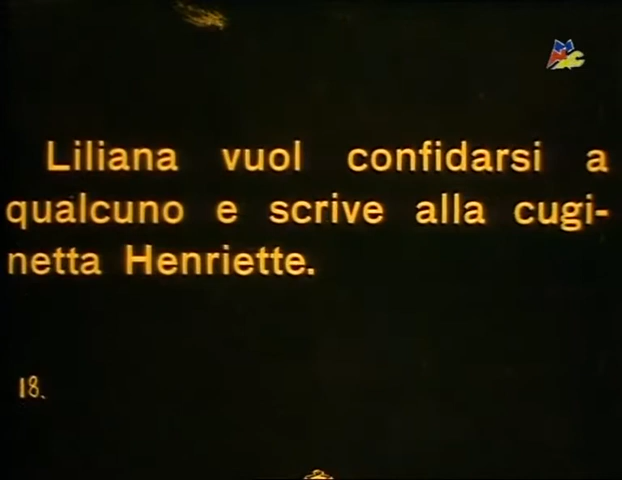 Liliana vuol confidarsi a
qualcuno e scrive alla cugi-
netta Henriette.
18.